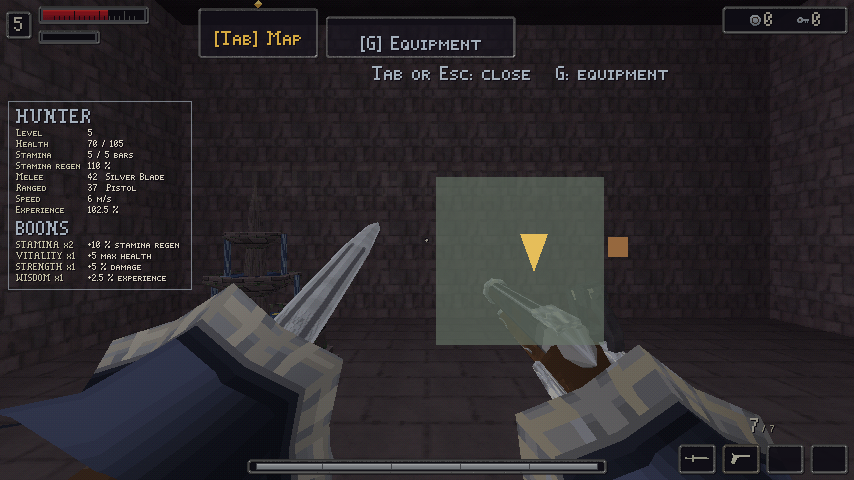 5
[Tab] Map
[G] Equipment
0 0
Tab or Esc: close G: equipment
Hunter
Level 5
Health 70 / 105
Stamina 5 / 5 bars
Stamina regen 110 %
Melee 42 Silver Blade
Ranged 37 Pistol
Speed 6 m/s
Experience 102.5 %
Boons
Stamina x2 +10 % stamina regen
Vitality x1 +5 max health
Strength x1 +5 % damage
Wisdom x1 +2.5 % experience
7/7